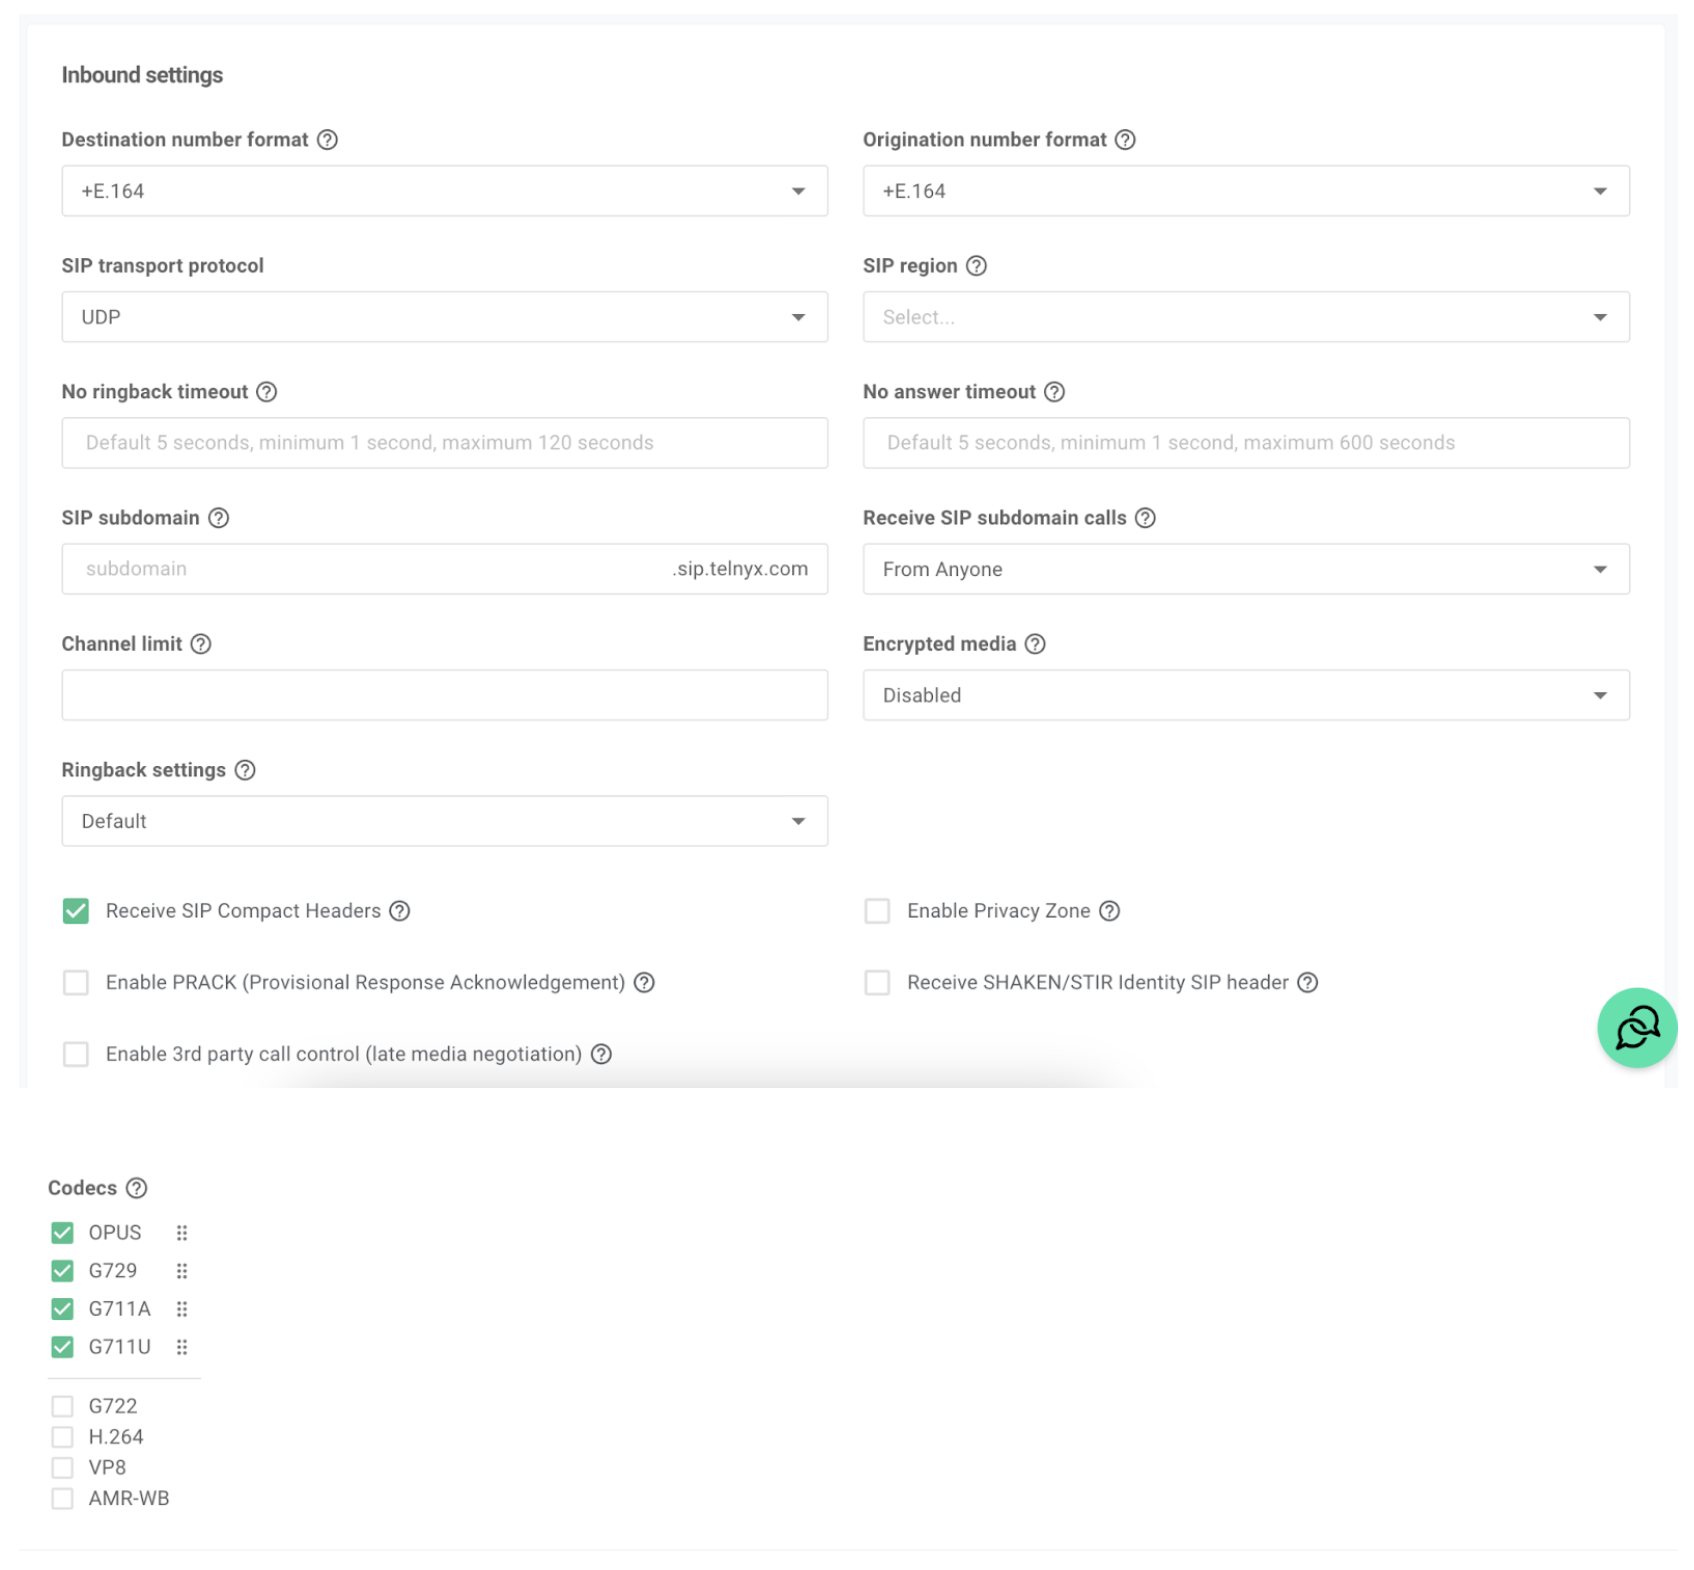 Inbound settings
Destination number format
Origination number format
+E.164
+E.164
SIP transport protocol
SIP region
UDP
Select...
No ringback timeout
No answer timeout
Default 5 seconds, minimum 1 second, maximum 120 seconds
Default 5 seconds, minimum 1 second, maximum 600 seconds
SIP subdomain
Receive SIP subdomain calls
subdomain
.sip.telnyx.com
From Anyone
Channel limit
Encrypted media
Disabled
Ringback settings
Default
Receive SIP Compact Headers
Enable Privacy Zone
Enable PRACK (Provisional Response Acknowledgement)
Receive SHAKEN/STIR Identity SIP header
Enable 3rd party call control (late media negotiation)
Codecs
OPUS
G729
G711A
G711U
G722
H.264
VP8
AMR-WB